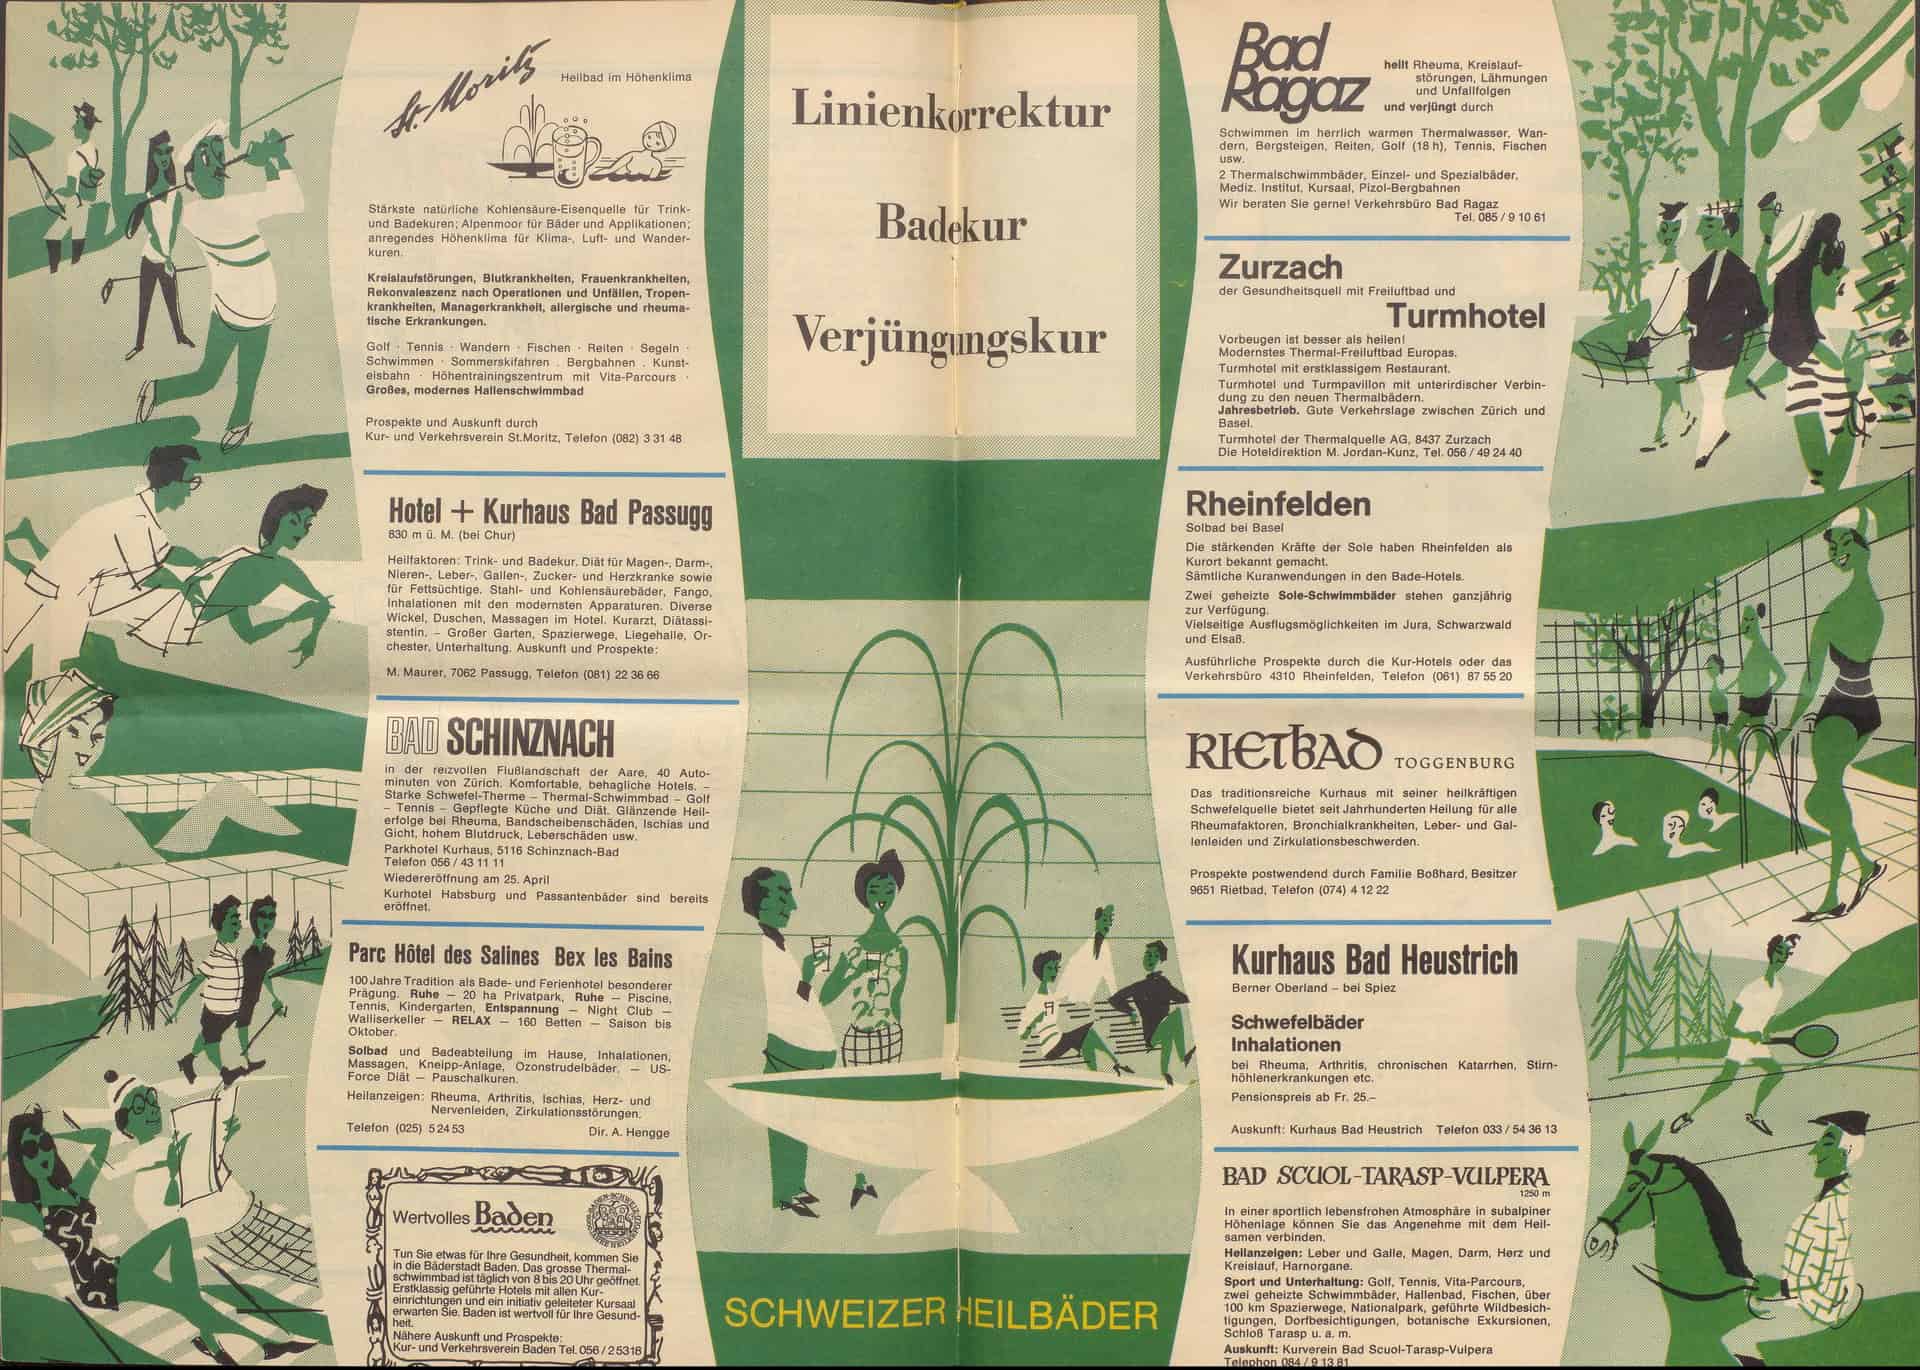 St. Moritz
Heilbad im Höhenklima
Stärkste natürliche Kohlensäure-Eisenquelle für Trink-
und Badekuren; Alpenmoor für Bäder und Applikationen;
anregendes Höhenklima für Klima-, Luft- und Wander-
kuren.
Kreislaufstörungen, Blutkrankheiten, Frauenkrankheiten,
Rekonvaleszenz nach Operationen und Unfällen, Tropen-
krankheiten, Managerkrankheit, allergische und rheuma-
tische Erkrankungen.
Golf · Tennis · Wandern · Fischen · Reiten · Segeln ·
Schwimmen · Sommerskifahren . Bergbahnen . Kunst-
eisbahn · Höhentrainingszentrum mit Vita-Parcours ·
Großes, modernes Hallenschwimmbad
Prospekte und Auskunft durch
Kur- und Verkehrsverein St.Moritz, Telefon (082) 3 31 48
Hotel + Kurhaus Bad Passugg
830 m ü. M. (bei Chur)
Heilfaktoren: Trink- und Badekur. Diät für Magen-, Darm-,
Nieren-, Leber-, Gallen-, Zucker- und Herzkranke sowie
für Fettsüchtige. Stahl- und Kohlensäurebäder, Fango,
Inhalationen mit den modernsten Apparaturen. Diverse
Wickel, Duschen, Massagen im Hotel. Kurarzt, Diätassi-
stentin. – Großer Garten, Spazierwege, Liegehalle, Or-
chester, Unterhaltung. Auskunft und Prospekte:
M. Maurer, 7062 Passugg, Telefon (081) 22 36 66
BAD SCHINZNACH
in der reizvollen Flußlandschaft der Aare, 40 Auto-
minuten von Zürich. Komfortable, behagliche Hotels. –
Starke Schwefel-Therme – Thermal-Schwimmbad – Golf
– Tennis – Gepflegte Küche und Diät. Glänzende Heil-
erfolge bei Rheuma, Bandscheibenschäden, Ischias und
Gicht, hohem Blutdruck, Leberschäden usw.
Parkhotel Kurhaus, 5116 Schinznach-Bad
Telefon 056 / 43 11 11
Wiedereröffnung am 25. April
Kurhotel Habsburg und Passantenbäder sind bereits
eröffnet.
Parc Hôtel des Salines Bex les Bains
100 Jahre Tradition als Bade- und Ferienhotel besonderer
Prägung. Ruhe – 20 ha Privatpark, Ruhe – Piscine,
Tennis, Kindergarten, Entspannung – Night Club –
Walliserkeller – RELAX – 160 Betten – Saison bis
Oktober.
Solbad und Badeabteilung im Hause, Inhalationen,
Massagen, Kneipp-Anlage, Ozonstrudelbäder. – US-
Force Diät – Pauschalkuren.
Heilanzeigen: Rheuma, Arthritis, Ischias, Herz- und
Nervenleiden, Zirkulationsstörungen.
Telefon (025) 5 24 53 Dir. A. Hengge
Wertvolles Baden
Tun Sie etwas für Ihre Gesundheit, kommen Sie
in die Bäderstadt Baden. Das grosse Thermal-
schwimmbad ist täglich von 8 bis 20 Uhr geöffnet.
Erstklassig geführte Hotels mit allen Kur-
einrichtungen und ein initiativ geleiteter Kursaal
erwarten Sie. Baden ist wertvoll für Ihre Gesund-
heit.
Nähere Auskunft und Prospekte:
Kur- und Verkehrsverein Baden Tel. 056 / 2 53 18
Linienkorrektur
Badekur
Verjüngungskur
SCHWEIZER HEILBÄDER
Bad
Ragaz
heilt Rheuma, Kreislauf-
störungen, Lähmungen
und Unfallfolgen
und verjüngt durch
Schwimmen im herrlich warmen Thermalwasser, Wan-
dern, Bergsteigen, Reiten, Golf (18 h), Tennis, Fischen
usw.
2 Thermalschwimmbäder, Einzel- und Spezialbäder,
Mediz. Institut, Kursaal, Pizol-Bergbahnen
Wir beraten Sie gerne! Verkehrsbüro Bad Ragaz
Tel. 085 / 9 10 61
Zurzach
der Gesundheitsquell mit Freiluftbad und
Turmhotel
Vorbeugen ist besser als heilen!
Modernstes Thermal-Freiluftbad Europas.
Turmhotel mit erstklassigem Restaurant.
Turmhotel und Turmpavillon mit unterirdischer Verbin-
dung zu den neuen Thermalbädern.
Jahresbetrieb. Gute Verkehrslage zwischen Zürich und
Basel.
Turmhotel der Thermalquelle AG, 8437 Zurzach
Die Hoteldirektion M. Jordan-Kunz, Tel. 056 / 49 24 40
Rheinfelden
Solbad bei Basel
Die stärkenden Kräfte der Sole haben Rheinfelden als
Kurort bekannt gemacht.
Sämtliche Kuranwendungen in den Bade-Hotels.
Zwei geheizte Sole-Schwimmbäder stehen ganzjährig
zur Verfügung.
Vielseitige Ausflugsmöglichkeiten im Jura, Schwarzwald
und Elsaß.
Ausführliche Prospekte durch die Kur-Hotels oder das
Verkehrsbüro 4310 Rheinfelden, Telefon (061) 87 55 20
RIETBAD TOGGENBURG
Das traditionsreiche Kurhaus mit seiner heilkräftigen
Schwefelquelle bietet seit Jahrhunderten Heilung für alle
Rheumafaktoren, Bronchialkrankheiten, Leber- und Gal-
lenleiden und Zirkulationsbeschwerden.
Prospekte postwendend durch Familie Boßhard, Besitzer
9651 Rietbad, Telefon (074) 4 12 22
Kurhaus Bad Heustrich
Berner Oberland – bei Spiez
Schwefelbäder
Inhalationen
bei Rheuma, Arthritis, chronischen Katarrhen, Stirn-
höhlenerkrankungen etc.
Pensionspreis ab Fr. 25.–
Auskunft: Kurhaus Bad Heustrich Telefon 033 / 54 36 13
BAD SCUOL-TARASP-VULPERA
1250 m
In einer sportlich lebensfrohen Atmosphäre in subalpiner
Höhenlage können Sie das Angenehme mit dem Heil-
samen verbinden.
Heilanzeigen: Leber und Galle, Magen, Darm, Herz und
Kreislauf, Harnorgane.
Sport und Unterhaltung: Golf, Tennis, Vita-Parcours,
zwei geheizte Schwimmbäder, Hallenbad, Fischen, über
100 km Spazierwege, Nationalpark, geführte Wildbesich-
tigungen, Dorfbesichtigungen, botanische Exkursionen,
Schloß Tarasp u. a. m.
Auskunft: Kurverein Bad Scuol-Tarasp-Vulpera
Telephon 084 / 9 13 81